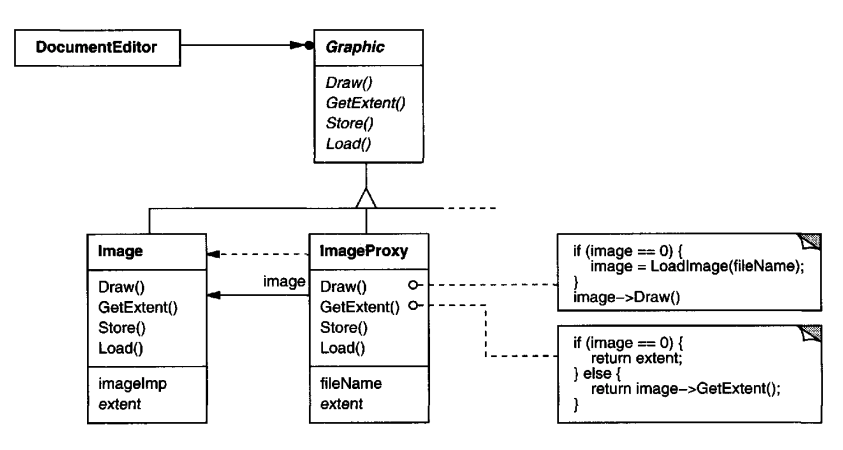 DocumentEditor
Graphic
Draw()
GetExtent()
Store()
Load()
Image
Draw()
GetExtent()
Store()
Load()
imageImp
extent
image
ImageProxy
Draw()
GetExtent()
Store()
Load()
fileName
extent
if (image == 0) {
image = LoadImage(fileName);
}
image->Draw()
if (image == 0) {
return extent;
} else {
return image->GetExtent();
}